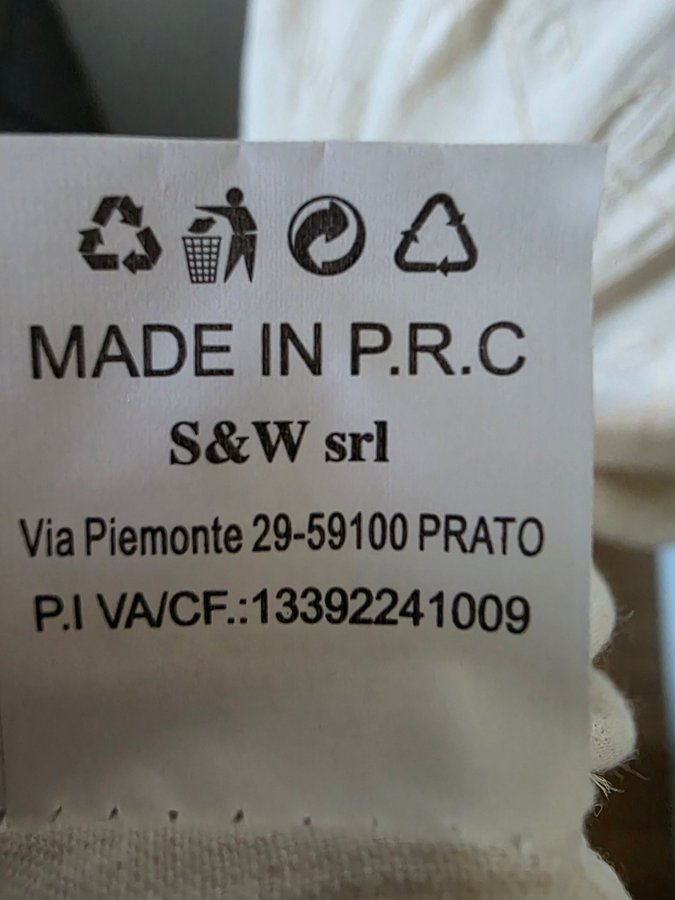 MADE IN P.R.C
S&W srl
Via Piemonte 29-59100 PRATO
P.I VA/CF.:13392241009